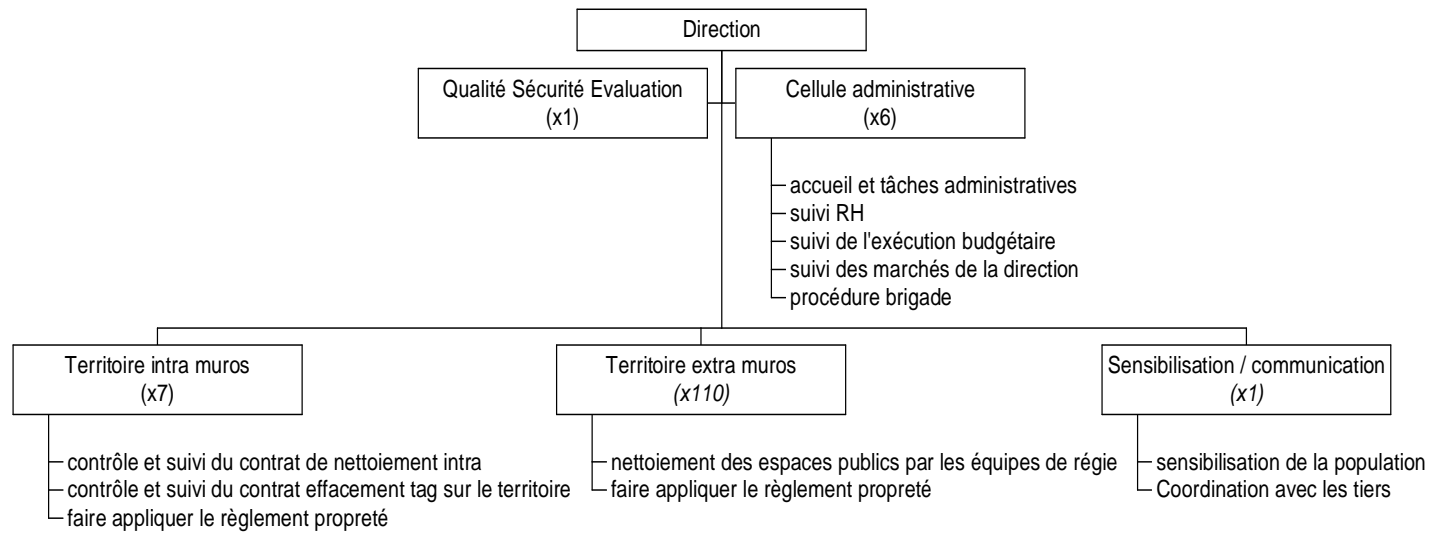 Direction
Qualité Sécurité Evaluation
(x1)
Cellule administrative
(x6)
accueil et tâches administratives
suivi RH
suivi de l'exécution budgétaire
suivi des marchés de la direction
procédure brigade
Territoire intra muros
(x7)
contrôle et suivi du contrat de nettoiement intra
contrôle et suivi du contrat effacement tag sur le territoire
faire appliquer le règlement propreté
Territoire extra muros
(x110)
nettoiement des espaces publics par les équipes de régie
faire appliquer le règlement propreté
Sensibilisation / communication
(x1)
sensibilisation de la population
Coordination avec les tiers